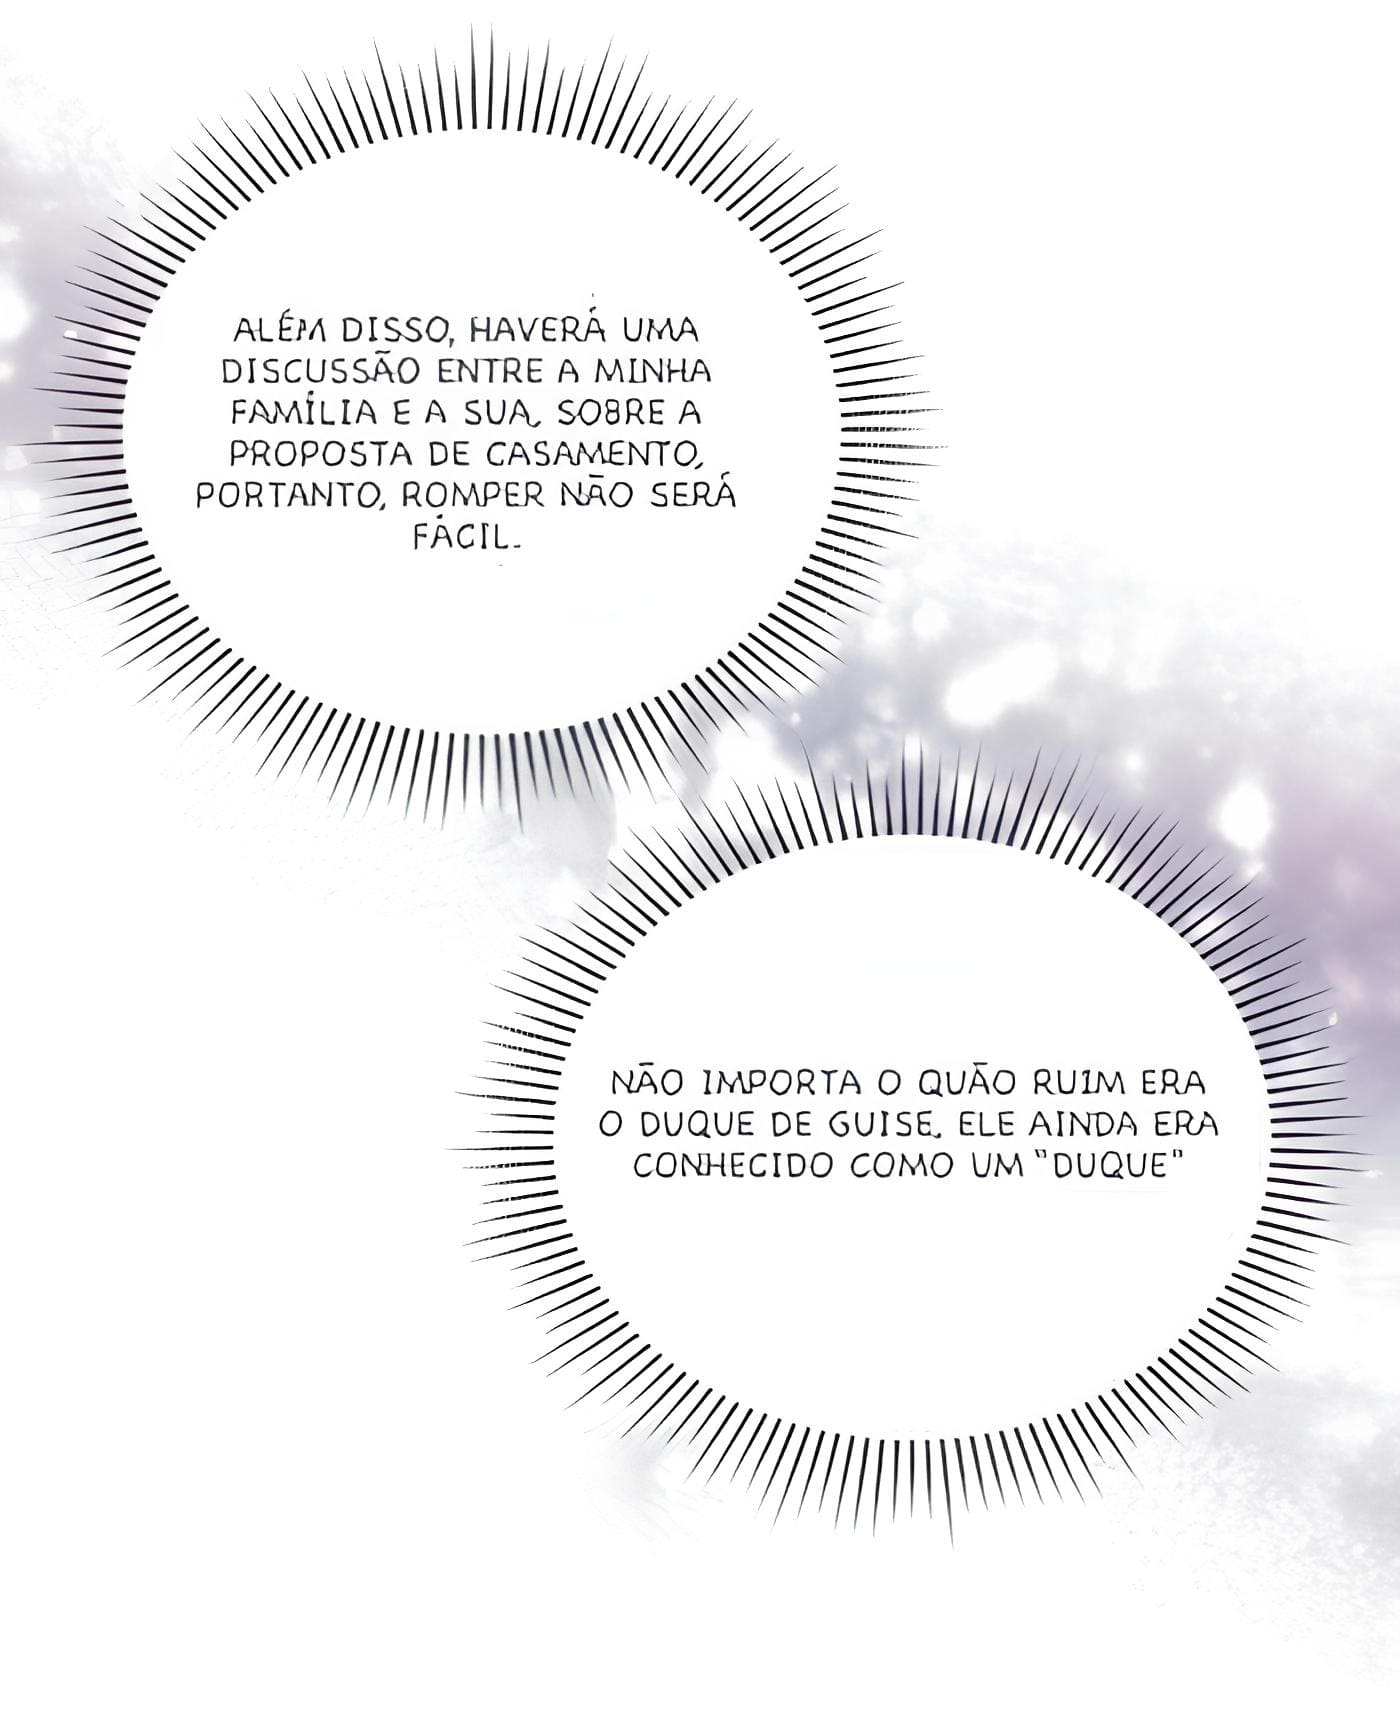 ALÉM DISSO, HAVERÁ UMA
DISCUSSÃO ENTRE A MINHA
FAMÍLIA E A SUA, SOBRE A
PROPOSTA DE CASAMENTO,
PORTANTO, ROMPER NÃO SERÁ
FÁCIL.
NÃO IMPORTA O QUÃO RUIM ERA
O DUQUE DE GUISE, ELE AINDA ERA
CONHECIDO COMO UM "DUQUE"